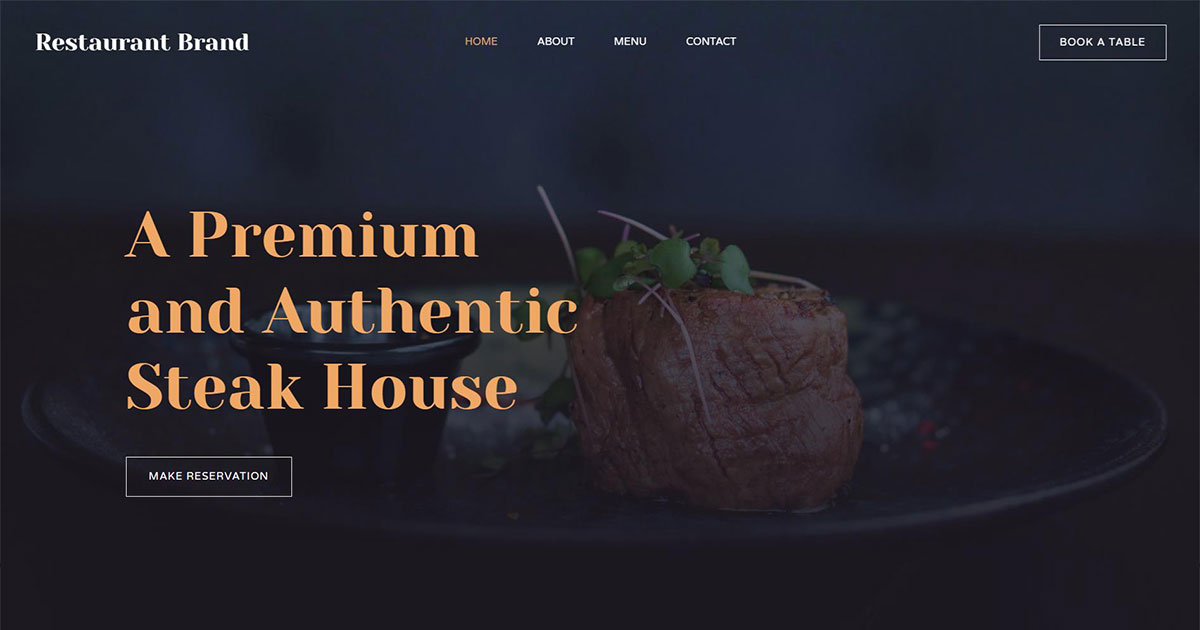 Restaurant Brand
HOME ABOUT MENU CONTACT
BOOK A TABLE
A Premium
and Authentic
Steak House
MAKE RESERVATION